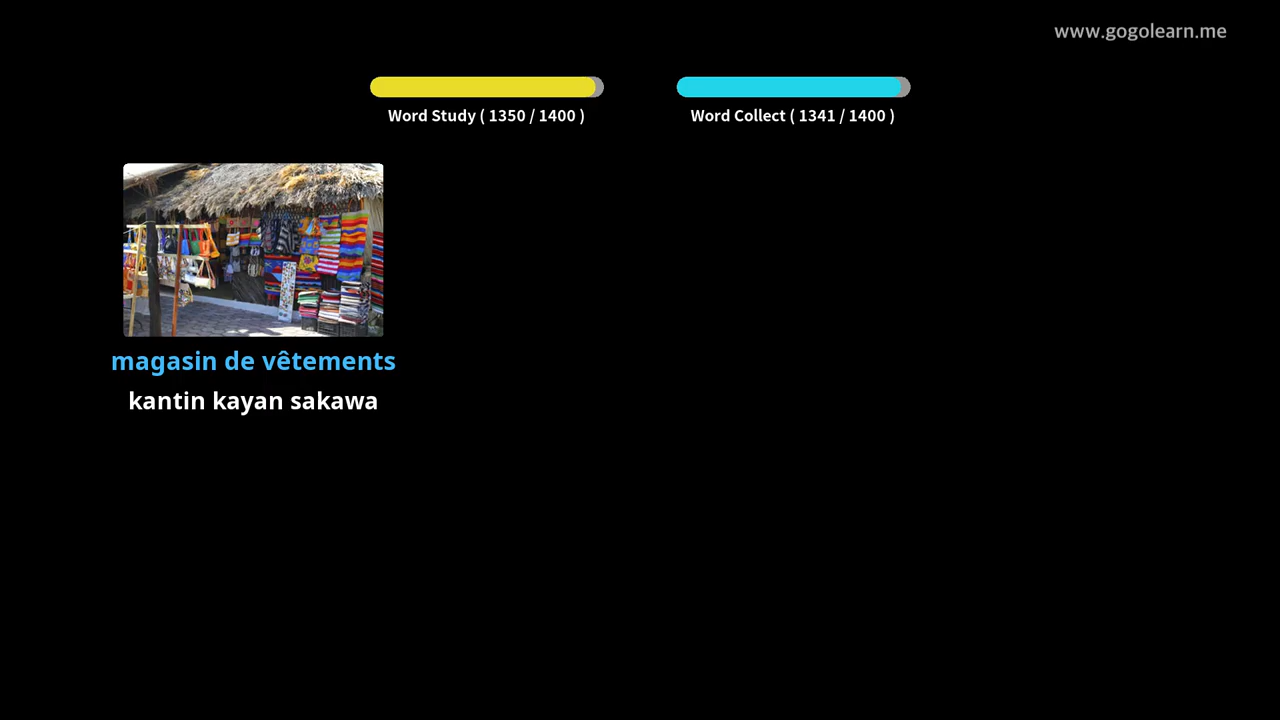 www.gogolearn.me
Word Study ( 1350 / 1400 )
Word Collect ( 1341 / 1400 )
magasin de vêtements
kantin kayan sakawa